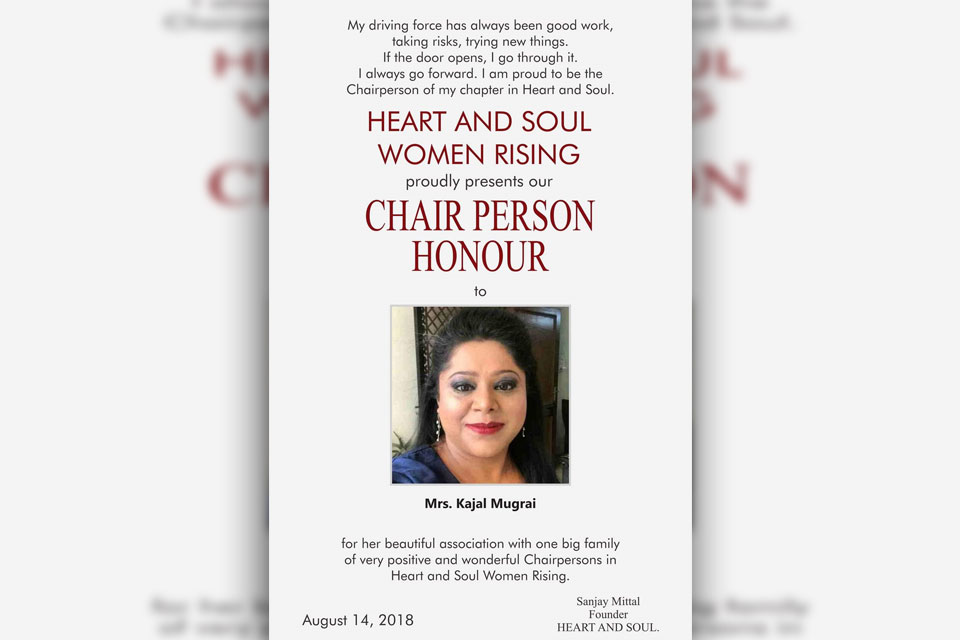 My driving force has always been good work,
taking risks, trying new things.
If the door opens, I go through it.
I always go forward. I am proud to be the
Chairperson of my chapter in Heart and Soul.
HEART AND SOUL
WOMEN RISING
proudly presents our
CHAIR PERSON
HONOUR
to
Mrs. Kajal Mugrai
for her beautiful association with one big family
of very positive and wonderful Chairpersons in
Heart and Soul Women Rising.
August 14, 2018
Sanjay Mittal
Founder
HEART AND SOUL.